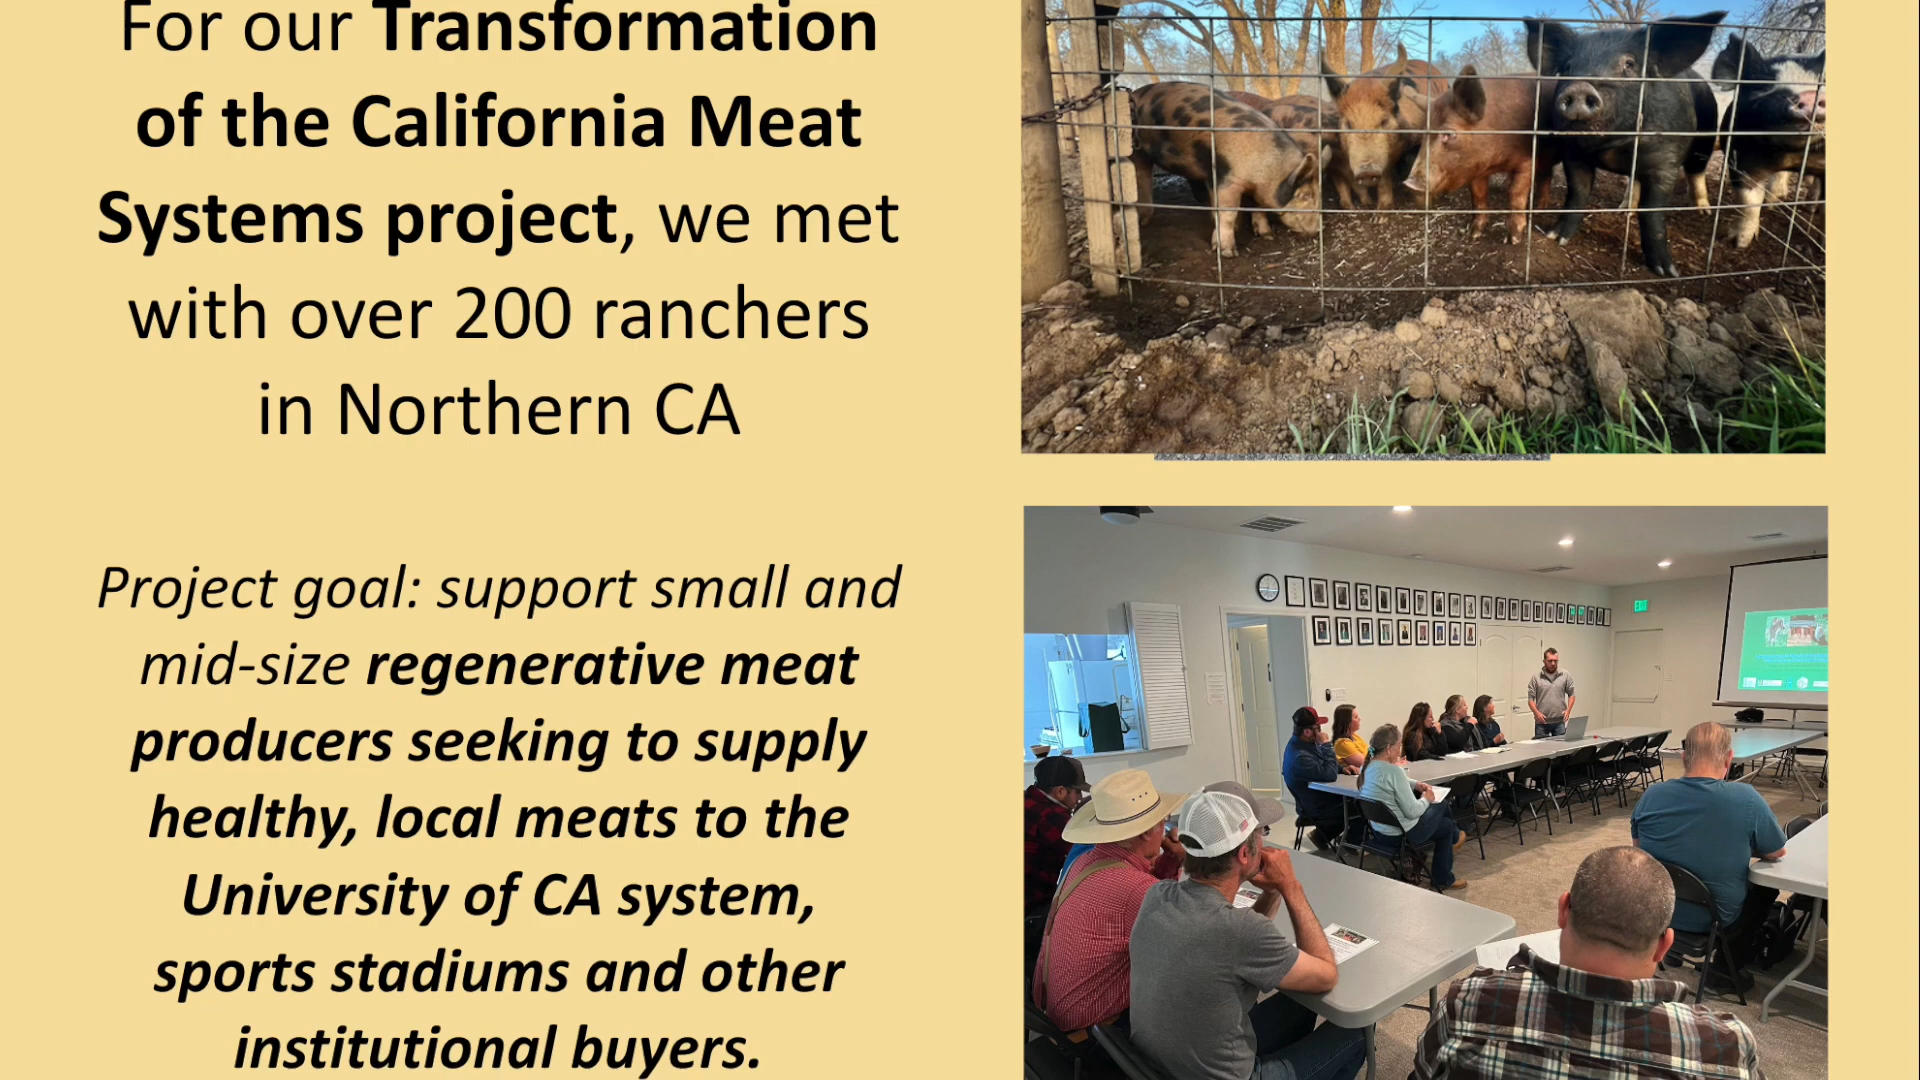 For our Transformation
of the California Meat
Systems project, we met
with over 200 ranchers
in Northern CA
Project goal: support small and
mid-size regenerative meat
producers seeking to supply
healthy, local meats to the
University of CA system,
sports stadiums and other
institutional buyers.